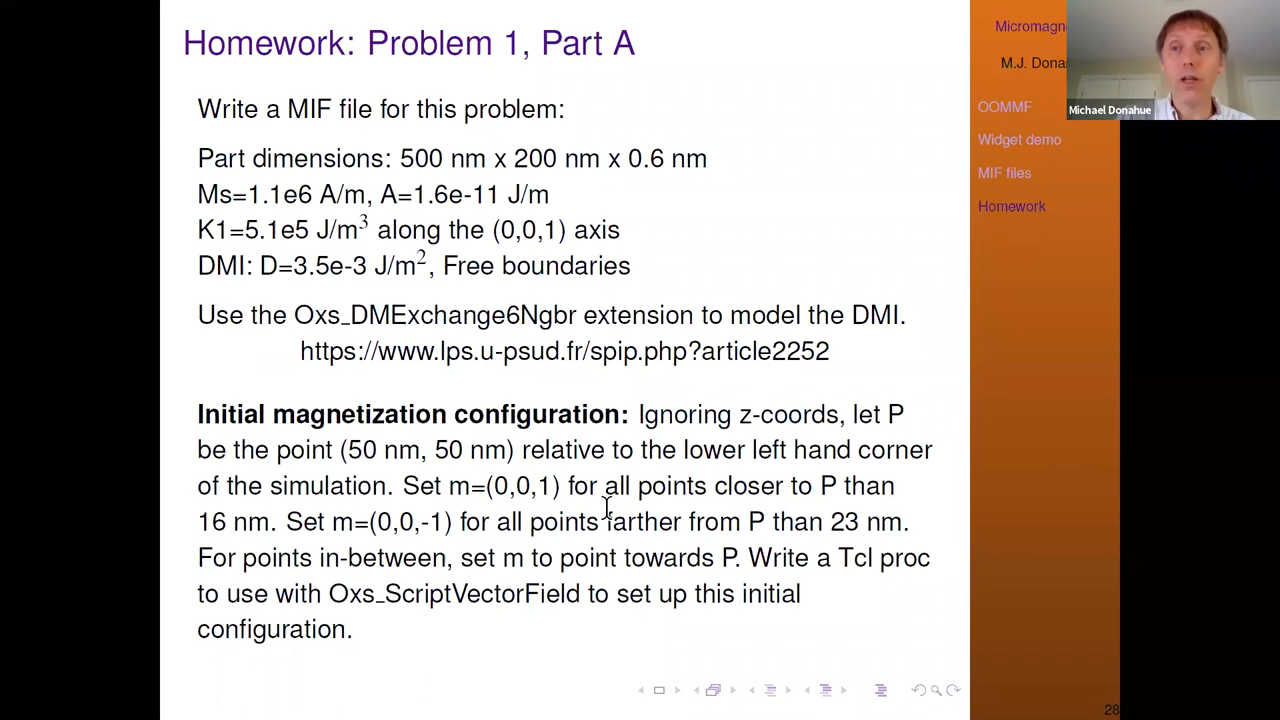 Homework: Problem 1, Part A
Write a MIF file for this problem:
Part dimensions: 500 nm x 200 nm x 0.6 nm
Ms=1.1e6 A/m, A=1.6e-11 J/m
K1=5.1e5 J/m³ along the (0,0,1) axis
DMI: D=3.5e-3 J/m², Free boundaries
Use the Oxs_DMExchange6Ngbr extension to model the DMI.
https://www.lps.u-psud.fr/spip.php?article2252
Initial magnetization configuration: Ignoring z-coords, let P
be the point (50 nm, 50 nm) relative to the lower left hand corner
of the simulation. Set m=(0,0,1) for all points closer to P than
16 nm. Set m=(0,0,-1) for all points farther from P than 23 nm.
For points in-between, set m to point towards P. Write a Tcl proc
to use with Oxs_ScriptVectorField to set up this initial
configuration.
Micromagn
M.J. Dona
Michael Donahue
OOMMF
Widget demo
MIF files
Homework
28